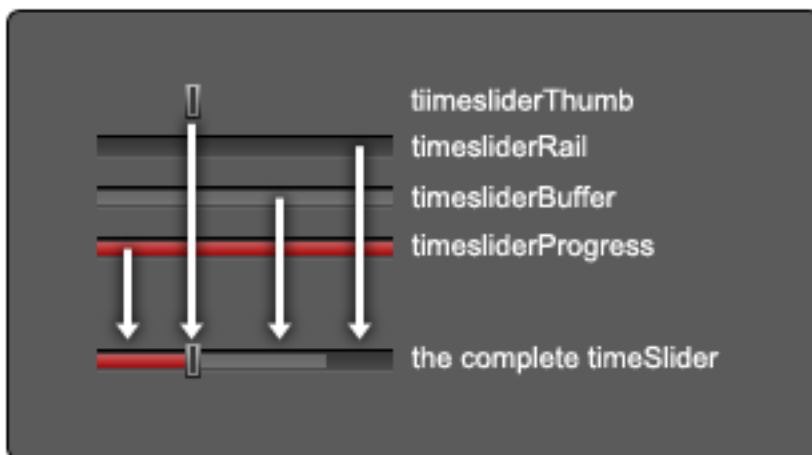 tiimesliderThumb
timesliderRail
timesliderBuffer
timesliderProgress
the complete timeSlider